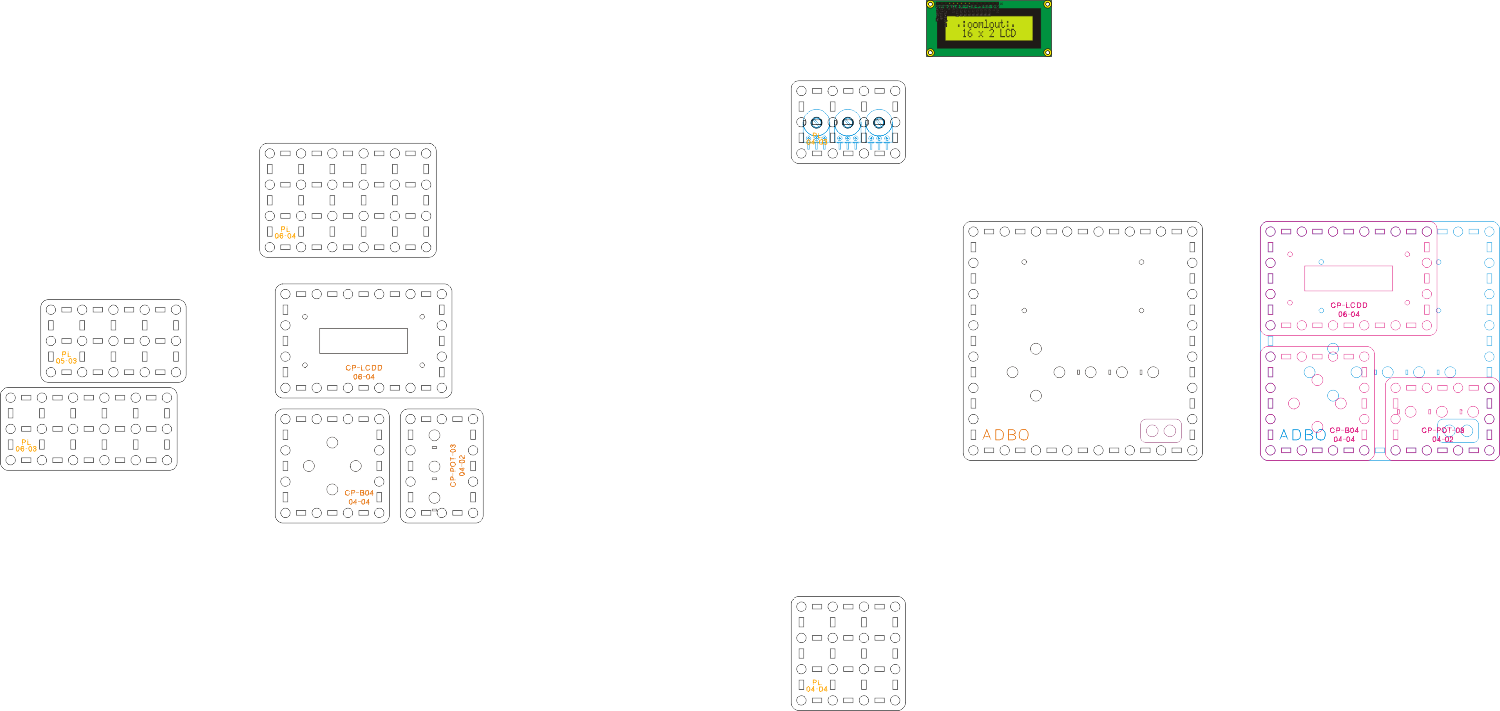 .:oomlout:.
16 x 2 LCD
PL
06-04
PL
05-03
PL
06-03
CP-LCDD
06-04
CP-B04
04-04
CP-POT-03
04-02
ADBO
CP-LCDD
06-04
CP-B04
04-04
ADBO
CP-POT-03
04-02
PL
04-04